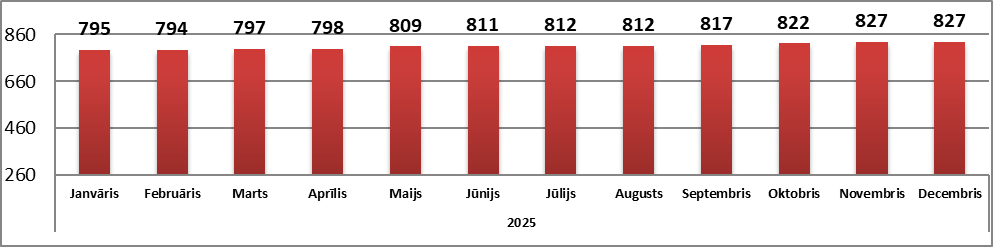 795 794 797 798 809 811 812 812 817 822 827 827
860
660
460
260
Janvāris Februāris Marts Aprīlis Maijs Jūnijs Jūlijs Augusts Septembris Oktobris Novembris Decembris
2025